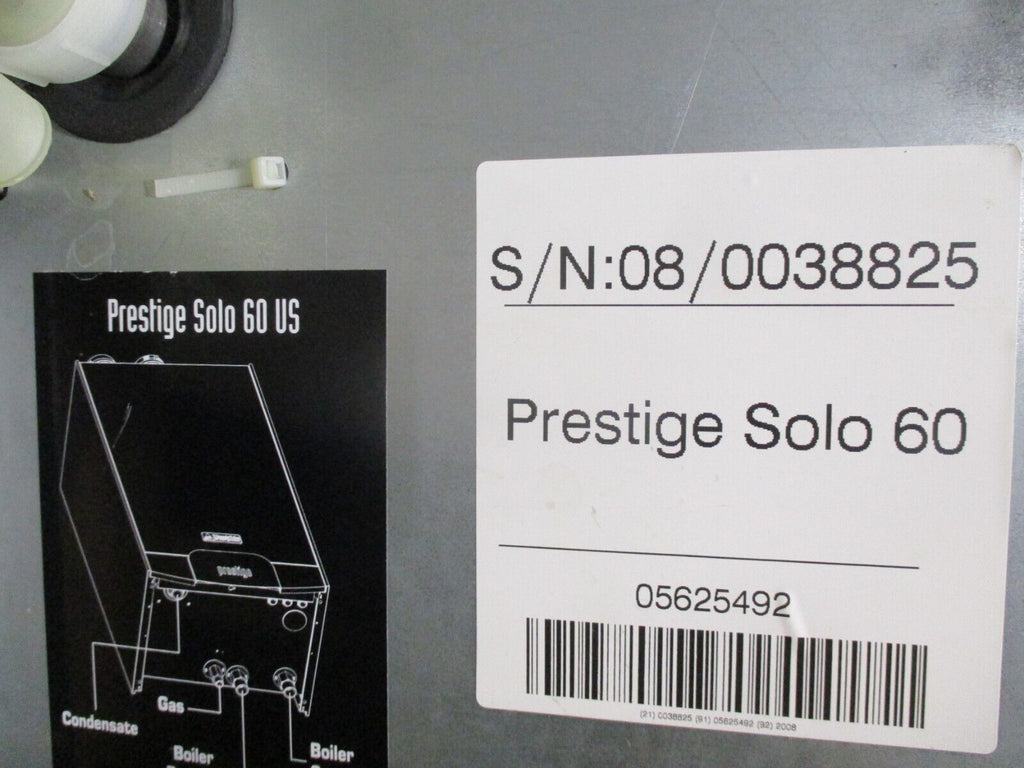 Prestige Solo 60 US
prestige
Condensate
Gas
Boiler
Boiler
S/N:08/0038825
Prestige Solo 60
05625492
(21) 0038825 (91) 05625492 (92) 2008